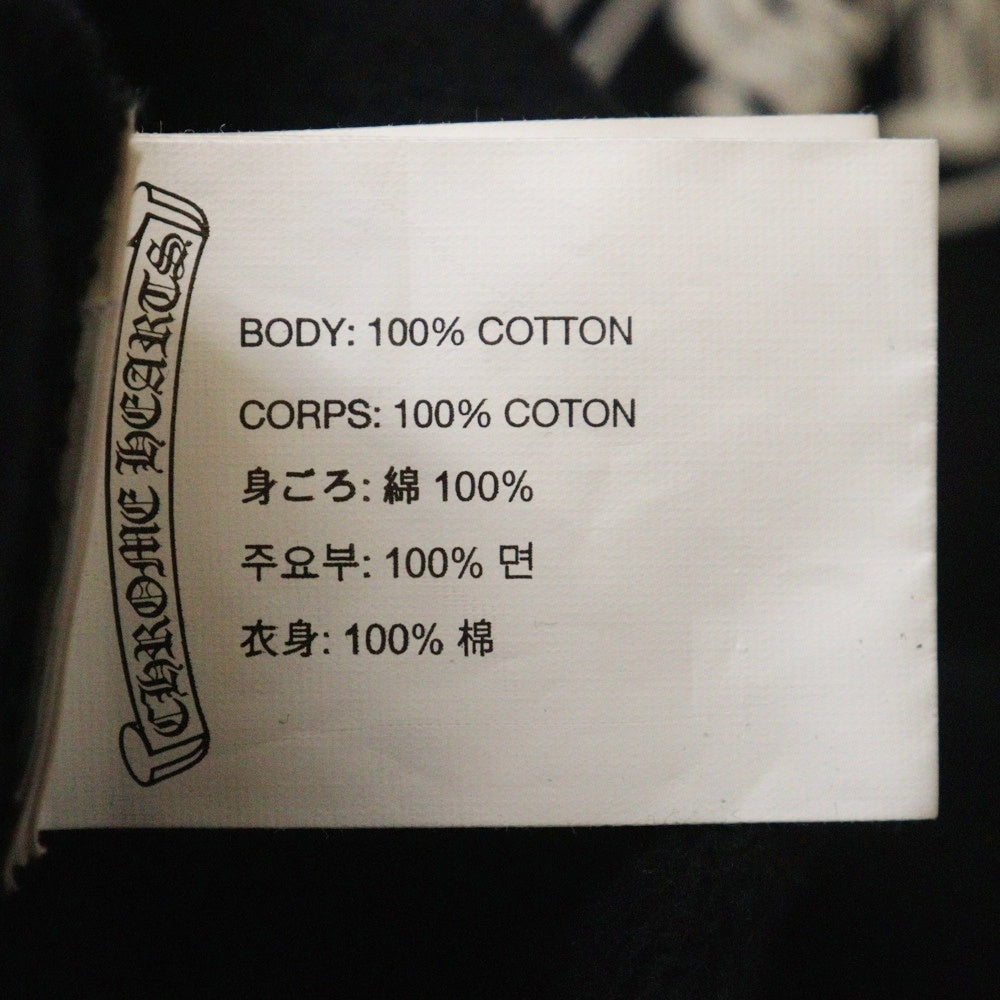 CHROME HEARTS
BODY: 100% COTTON
CORPS: 100% COTON
身ごろ: 綿 100%
주요부: 100% 면
衣身: 100% 棉